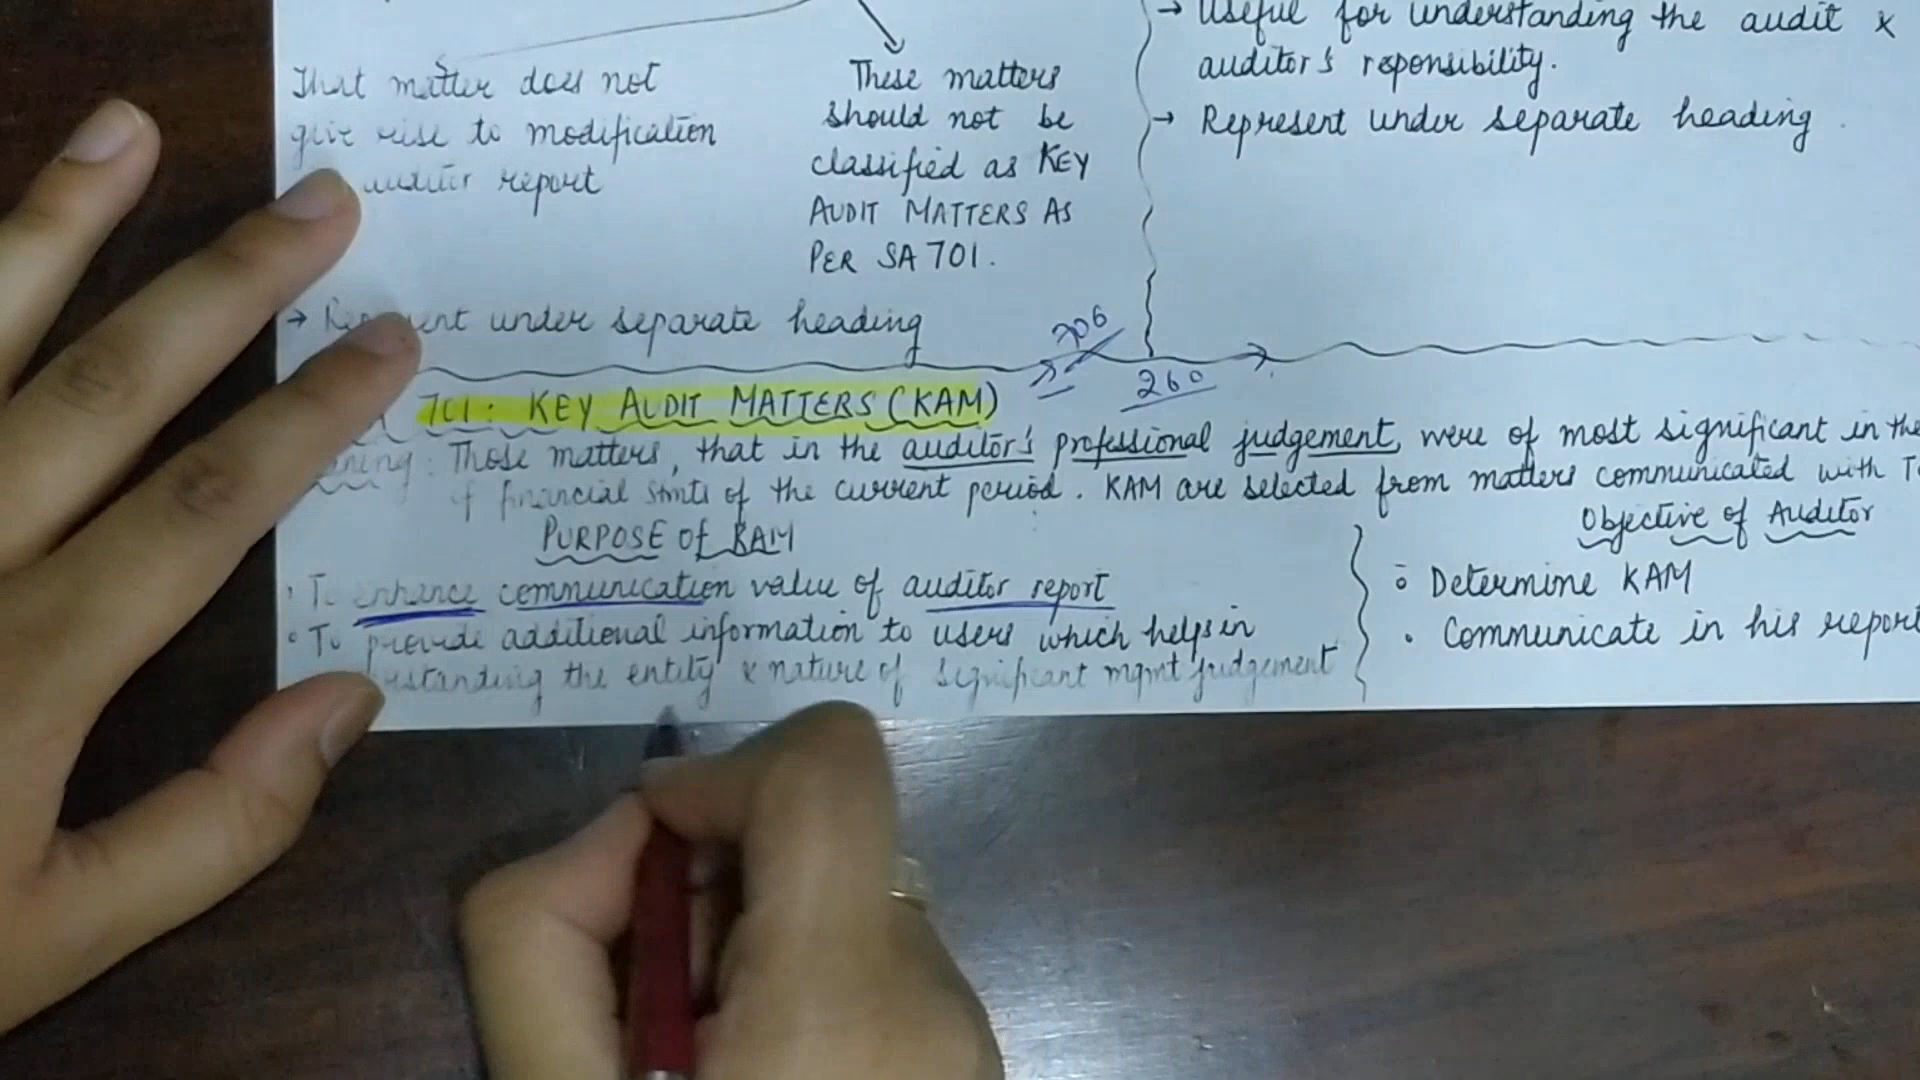 That matter does not
give rise to modification
auditor report
These matters
should not be
classified as KEY
AUDIT MATTERS AS
PER SA 701.
→ Represent under separate heading
→ Useful for understanding the audit &
auditor's responsibility.
→ Represent under separate heading.
706
260
701: KEY AUDIT MATTERS (KAM)
: Those matters, that in the auditor's professional judgement, were of most significant in the
of financial stmts of the current period. KAM are selected from matters communicated with
PURPOSE OF KAM
• To enhance communication value of auditor report
• To provide additional information to users which helps in
the entity & nature of significant mgmt judgement
Objective of Auditor
• Determine KAM
• Communicate in his report